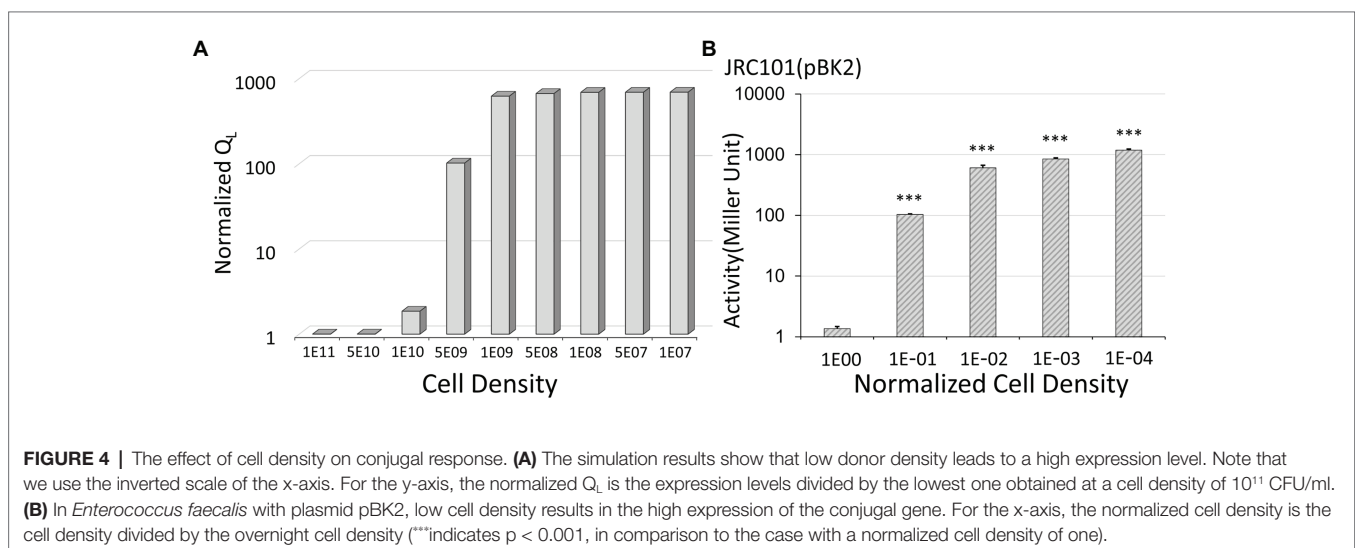 A
1000
100
10
1
Normalized Q_L
1E11 5E10 1E10 5E09 1E09 5E08 1E08 5E07 1E07
Cell Density
B
JRC101(pBK2)
10000
1000
100
10
1
Activity(Miller Unit)
*** *** *** ***
1E00 1E-01 1E-02 1E-03 1E-04
Normalized Cell Density
FIGURE 4 | The effect of cell density on conjugal response. (A) The simulation results show that low donor density leads to a high expression level. Note that
we use the inverted scale of the x-axis. For the y-axis, the normalized Q_L is the expression levels divided by the lowest one obtained at a cell density of 10¹¹ CFU/ml.
(B) In Enterococcus faecalis with plasmid pBK2, low cell density results in the high expression of the conjugal gene. For the x-axis, the normalized cell density is the
cell density divided by the overnight cell density (***indicates p < 0.001, in comparison to the case with a normalized cell density of one).